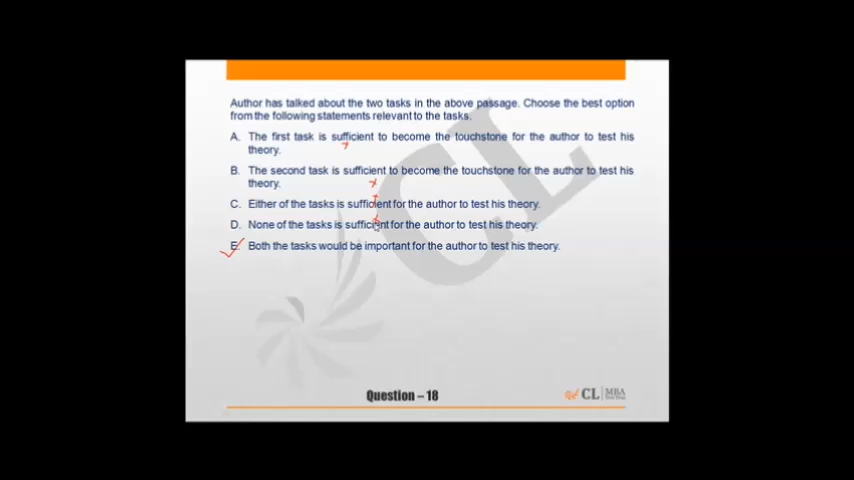 Author has talked about the two tasks in the above passage. Choose the best option
from the following statements relevant to the tasks.
A. The first task is sufficient to become the touchstone for the author to test his
theory.
B. The second task is sufficient to become the touchstone for the author to test his
theory.
C. Either of the tasks is sufficient for the author to test his theory.
D. None of the tasks is sufficient for the author to test his theory.
E. Both the tasks would be important for the author to test his theory.
CL
Question – 18
CL MBA